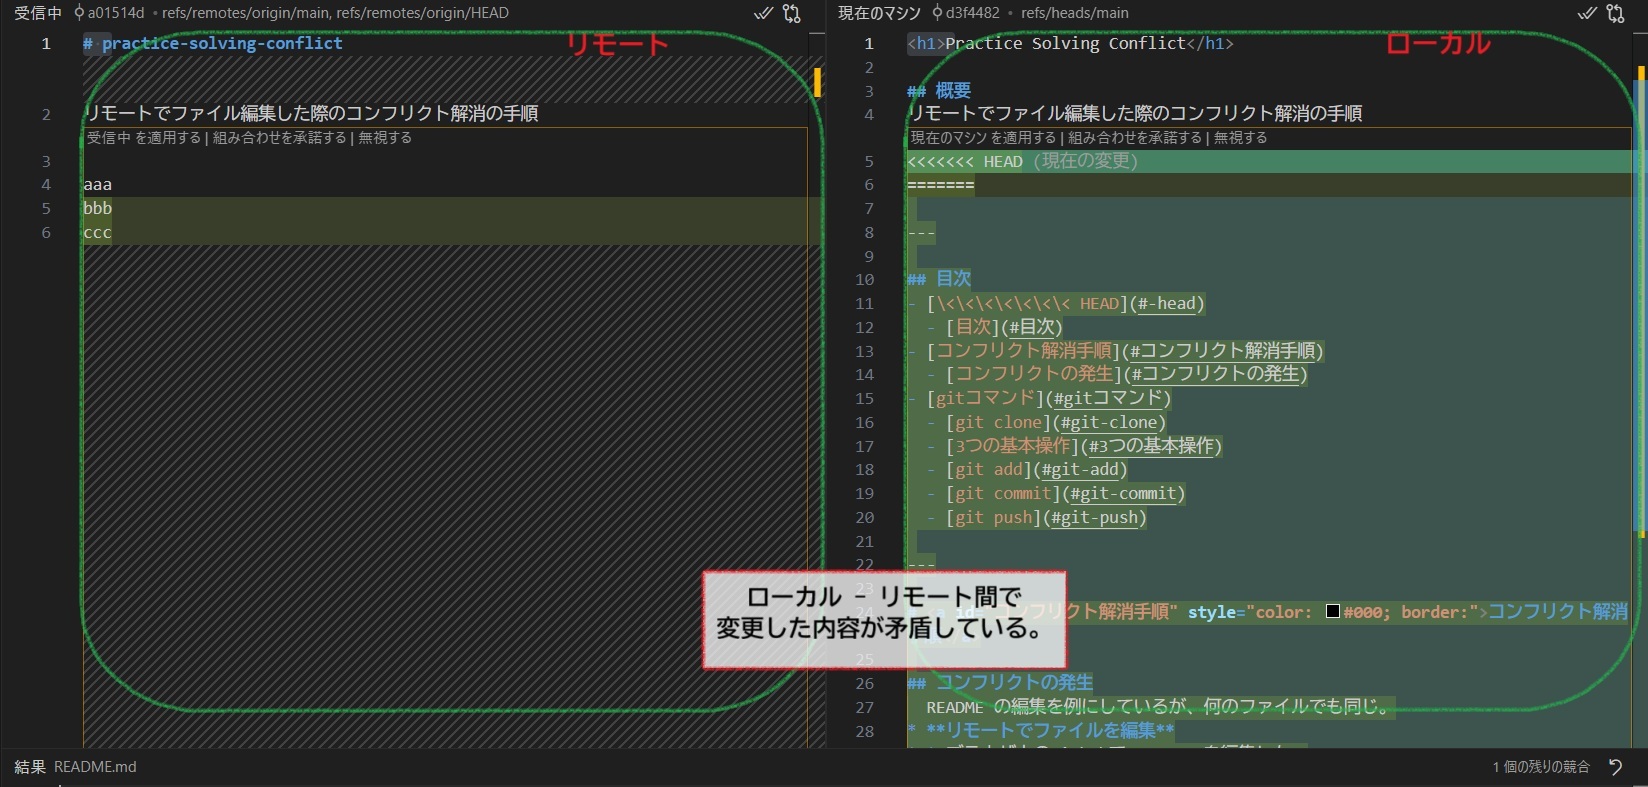 受信中 a01514d • refs/remotes/origin/main, refs/remotes/origin/HEAD
1 # practice-solving-conflict
リモート
2 リモートでファイル編集した際のコンフリクト解消の手順
受信中 を適用する | 組み合わせを承諾する | 無視する
3
4 aaa
5 bbb
6 ccc
現在のマシン d3f4482 • refs/heads/main
1 <h1>Practice Solving Conflict</h1>
ローカル
2
3 ## 概要
4 リモートでファイル編集した際のコンフリクト解消の手順
現在のマシン を適用する | 組み合わせを承諾する | 無視する
5 <<<<<<< HEAD (現在の変更)
6 =======
7
8 ---
9
10 ## 目次
11 - [\<\<\<\<\<\<\< HEAD](#-head)
12 - [目次](#目次)
13 - [コンフリクト解消手順](#コンフリクト解消手順)
14 - [コンフリクトの発生](#コンフリクトの発生)
15 - [gitコマンド](#gitコマンド)
16 - [git clone](#git-clone)
17 - [3つの基本操作](#3つの基本操作)
18 - [git add](#git-add)
19 - [git commit](#git-commit)
20 - [git push](#git-push)
21
22 ---
23
24 コンフリクト解消手順" style="color: #000; border:">コンフリクト解消
25
26 ## コンフリクトの発生
27 README の編集を例にしているが、何のファイルでも同じ。
28 * **リモートでファイルを編集**
ローカル - リモート間で
変更した内容が矛盾している。
結果 README.md
1 個の残りの競合